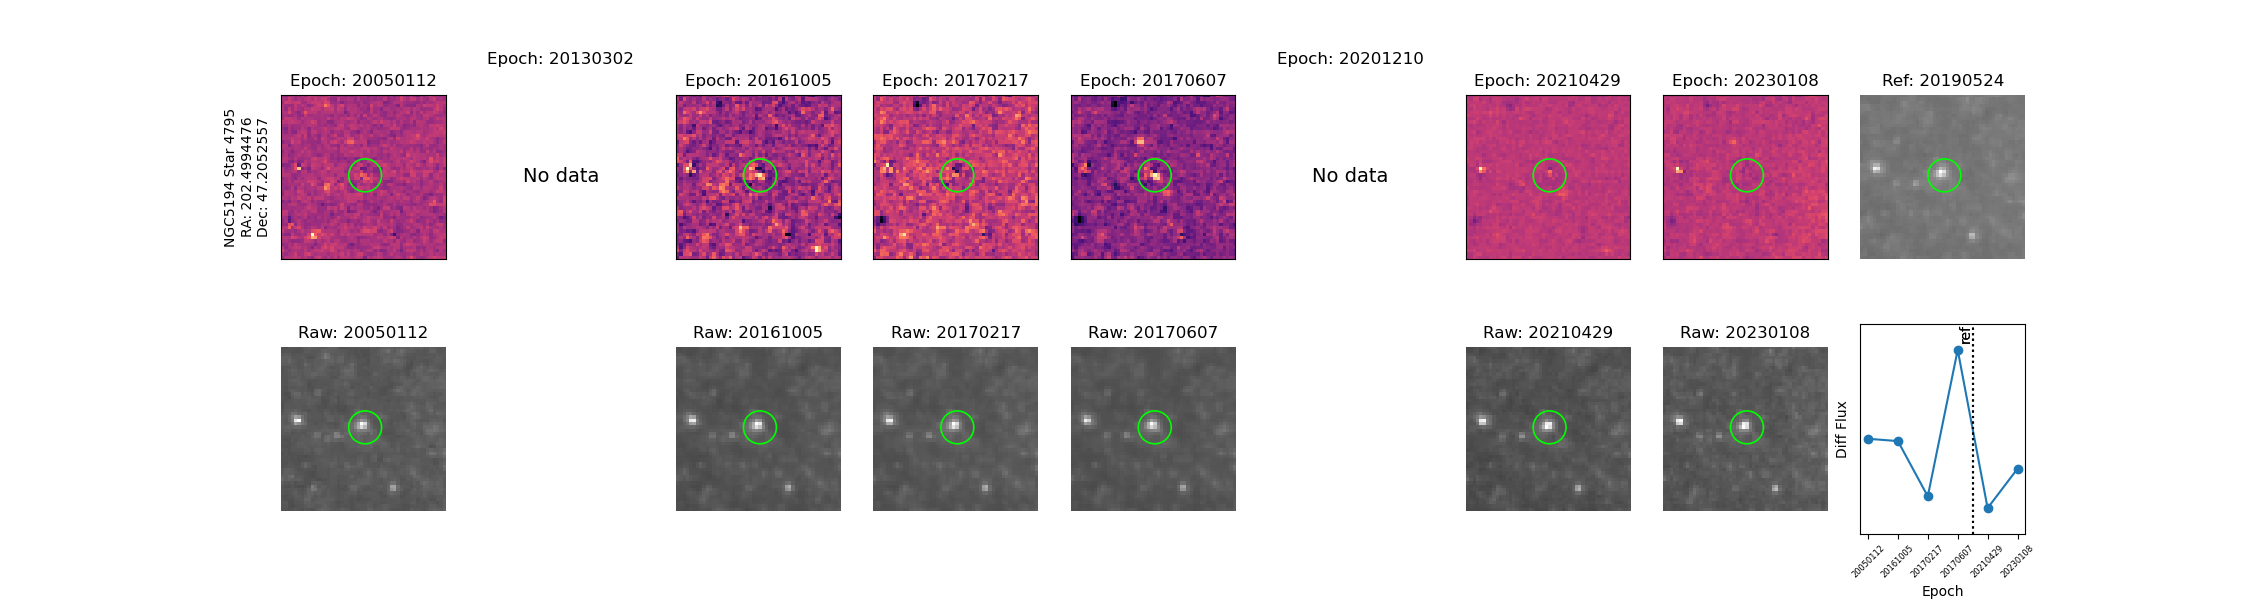 Epoch: 20130302
Epoch: 20201210
Epoch: 20050112
Epoch: 20161005
Epoch: 20170217
Epoch: 20170607
Epoch: 20210429
Epoch: 20230108
Ref: 20190524
NGC5194 Star 4795
RA: 202.4994476
Dec: 47.2052557
No data
No data
Raw: 20050112
Raw: 20161005
Raw: 20170217
Raw: 20170607
Raw: 20210429
Raw: 20230108
ref
Diff Flux
20050112
20161005
20170217
20170607
20210429
20230108
Epoch